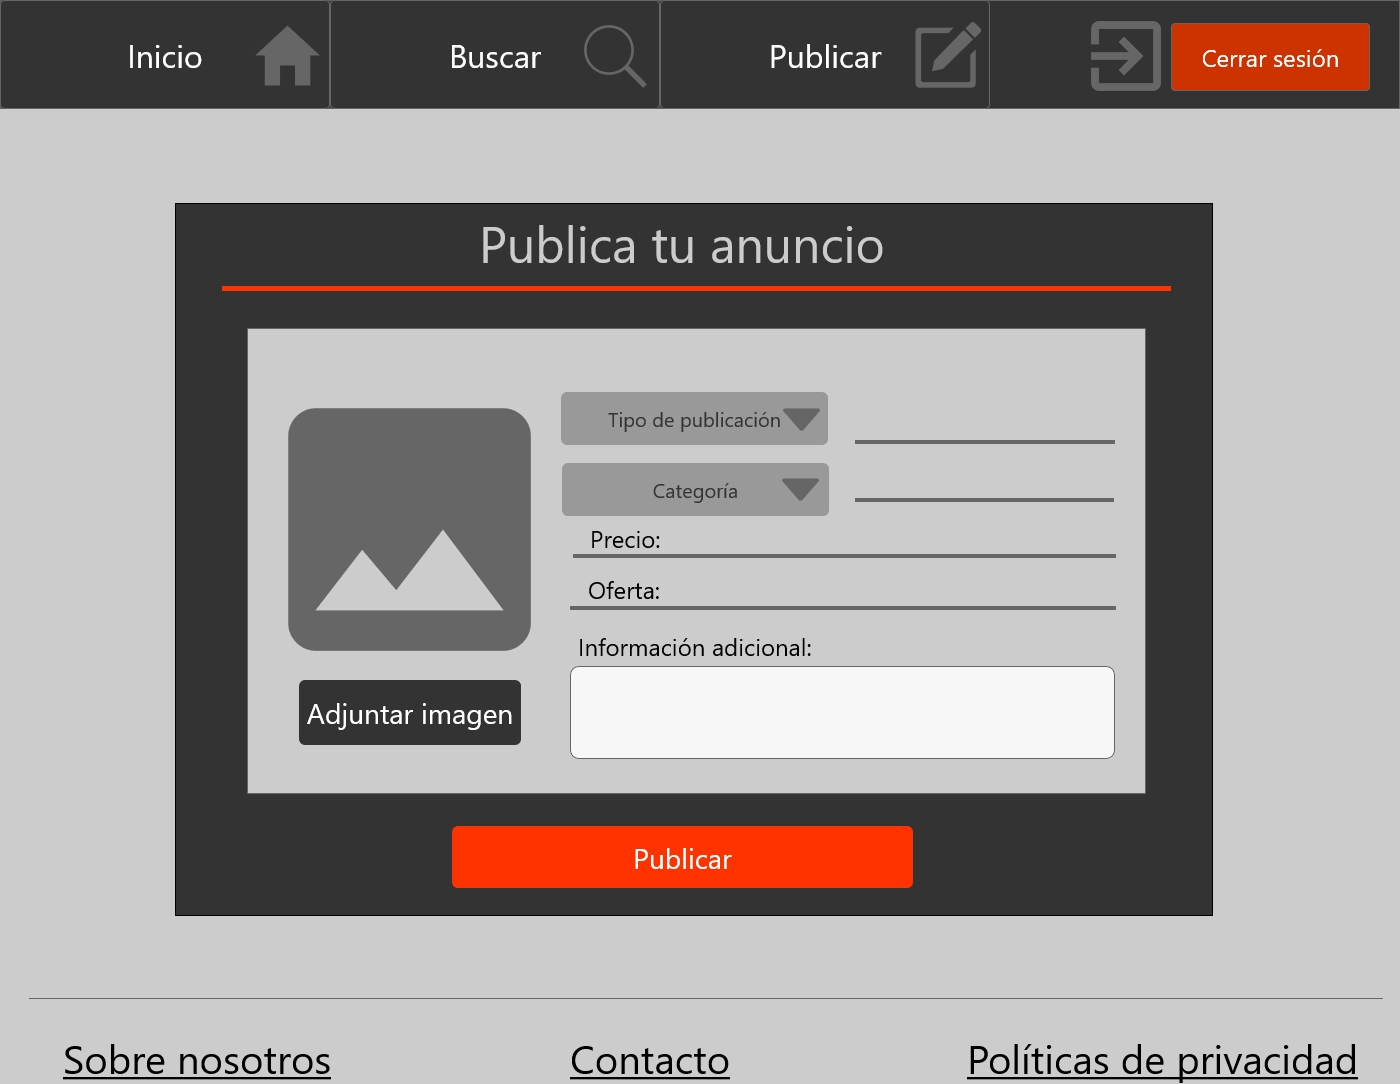 Inicio
Buscar
Publicar
Cerrar sesión
Publica tu anuncio
Tipo de publicación
Categoría
Precio:
Oferta:
Información adicional:
Adjuntar imagen
Publicar
Sobre nosotros
Contacto
Políticas de privacidad